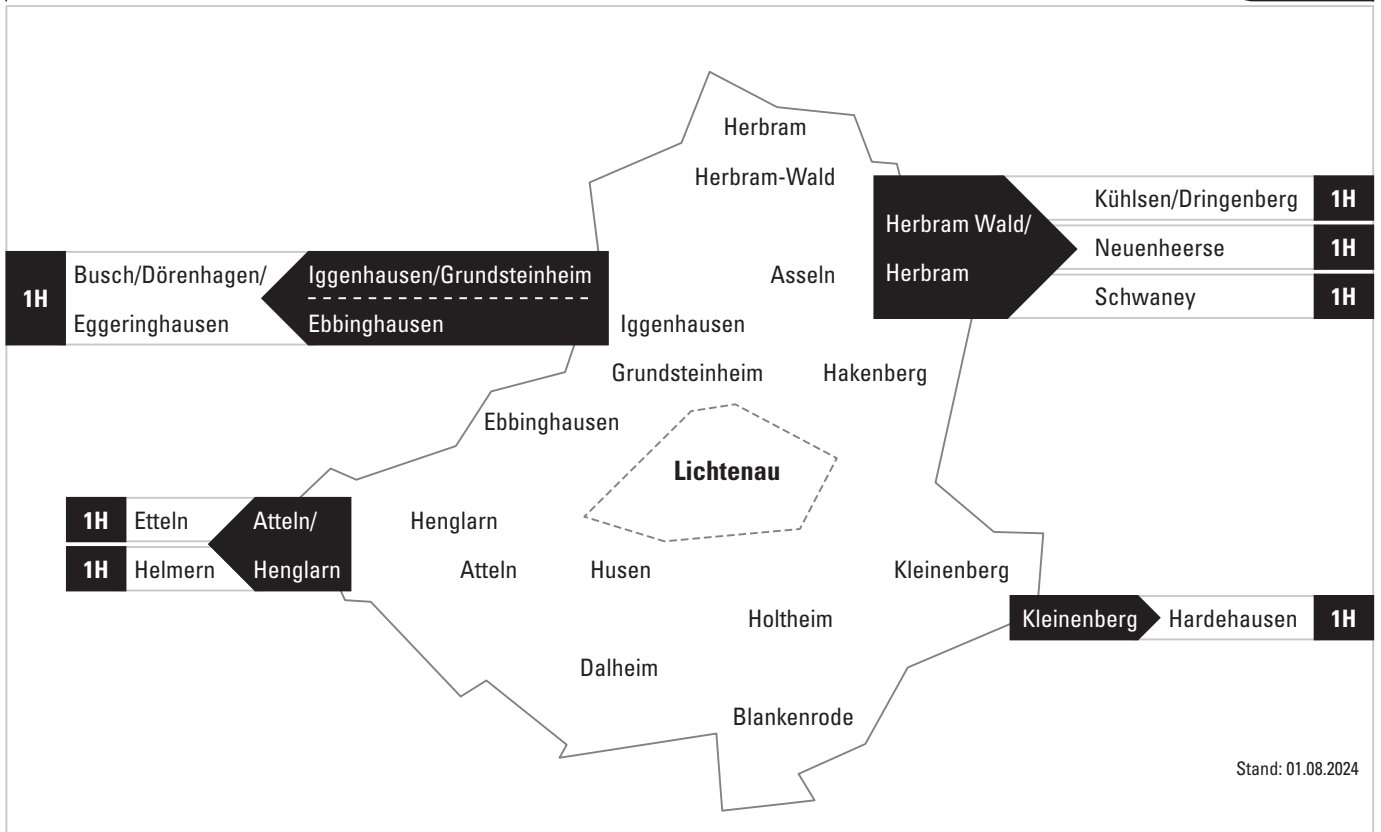 Herbram
Herbram-Wald
Herbram Wald/
Herbram
Kühlsen/Dringenberg 1H
Neuenheerse 1H
Schwaney 1H
1H
Busch/Dörenhagen/
Eggeringhausen
Iggenhausen/Grundsteinheim
Ebbinghausen
Asseln
Iggenhausen
Grundsteinheim
Hakenberg
Ebbinghausen
Lichtenau
1H Etteln
1H Helmern
Atteln/
Henglarn
Henglarn
Atteln
Husen
Kleinenberg
Kleinenberg
Hardehausen 1H
Holtheim
Dalheim
Blankenrode
Stand: 01.08.2024